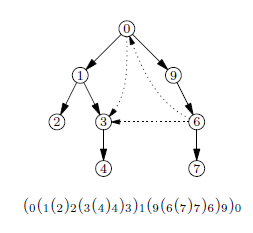 0
1 9
2 3 6
4 7
(₀(₁(₂)₂(₃(₄)₄)₃)₁(₉(₆(₇)₇)₆)₉)₀